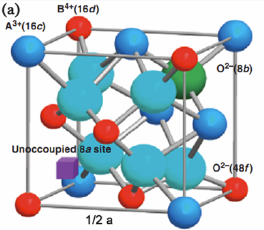 (a)
B⁴⁺(16d)
A³⁺(16c)
O²⁻(8b)
Unoccupied 8a site
O²⁻(48f)
1/2 a